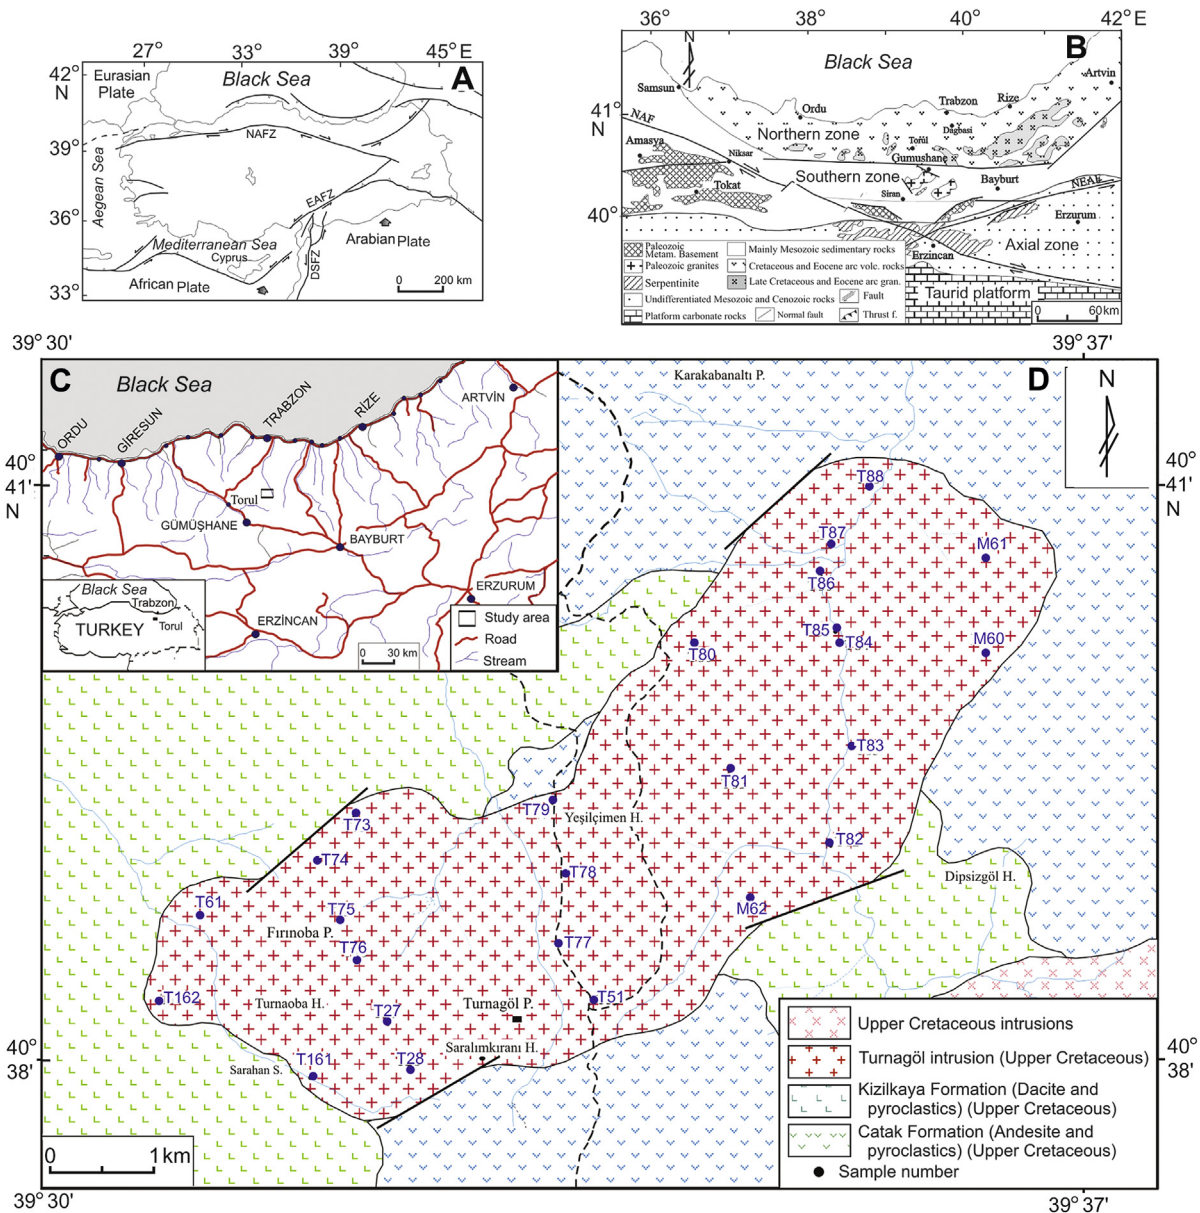 27° 33° 39° 45° E
42°
N
39°
36°
33°
Eurasian
Plate
Black Sea
A
NAFZ
Aegean Sea
EAFZ
Mediterranean Sea
Cyprus
DSFZ
Arabian Plate
African Plate
0 200 km
36° 38° 40° 42° E
41°
N
40°
N
B
Black Sea
Samsun
Ordu
Trabzon
Rize
Artvin
NAF
Northern zone
Torul
Dağbasi
Amasya
Niksar
Gumushane
Southern zone
Bayburt
Tokat
Siran
NEAF
Erzurum
Axial zone
Erzincan
Taurid platform
Paleozoic
Metam. Basement
Mainly Mesozoic sedimentary rocks
Paleozoic granites
Cretaceous and Eocene arc volc. rocks
Serpentinite
Late Cretaceous and Eocene arc gran.
Undifferentiated Mesozoic and Cenozoic rocks
Fault
Platform carbonate rocks
Normal fault
Thrust f.
0 60 km
39° 30'
39° 37'
C
Black Sea
ORDU
GİRESUN
TRABZON
RİZE
ARTVİN
40°
41'
N
Torul
GÜMÜŞHANE
BAYBURT
ERZURUM
ERZİNCAN
Black Sea
Trabzon
Torul
TURKEY
0 30 km
Study area
Road
Stream
D
N
Karakabanaltı P.
40°
41'
N
T88
T87
M61
T86
T85
T84
T80
M60
T83
T81
T79
Yeşilçimen H.
T73
T82
T74
T78
Dipsizgöl H.
T61
T75
M62
Fırınoba P.
T76
T77
T162
Turnaoba H.
T27
Turnagöl P.
T51
Saralımkıranı H.
T161
T28
Sarahan S.
40°
38'
40°
38'
0 1 km
Upper Cretaceous intrusions
Turnagöl intrusion (Upper Cretaceous)
Kizilkaya Formation (Dacite and
pyroclastics) (Upper Cretaceous)
Catak Formation (Andesite and
pyroclastics) (Upper Cretaceous)
Sample number
39° 30'
39° 37'